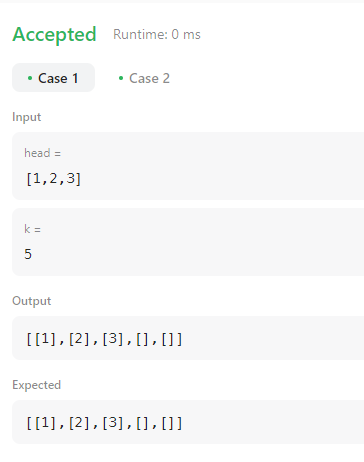 Accepted Runtime: 0 ms
• Case 1 • Case 2
Input
head =
[1,2,3]
k =
5
Output
[[1],[2],[3],[],[]]
Expected
[[1],[2],[3],[],[]]